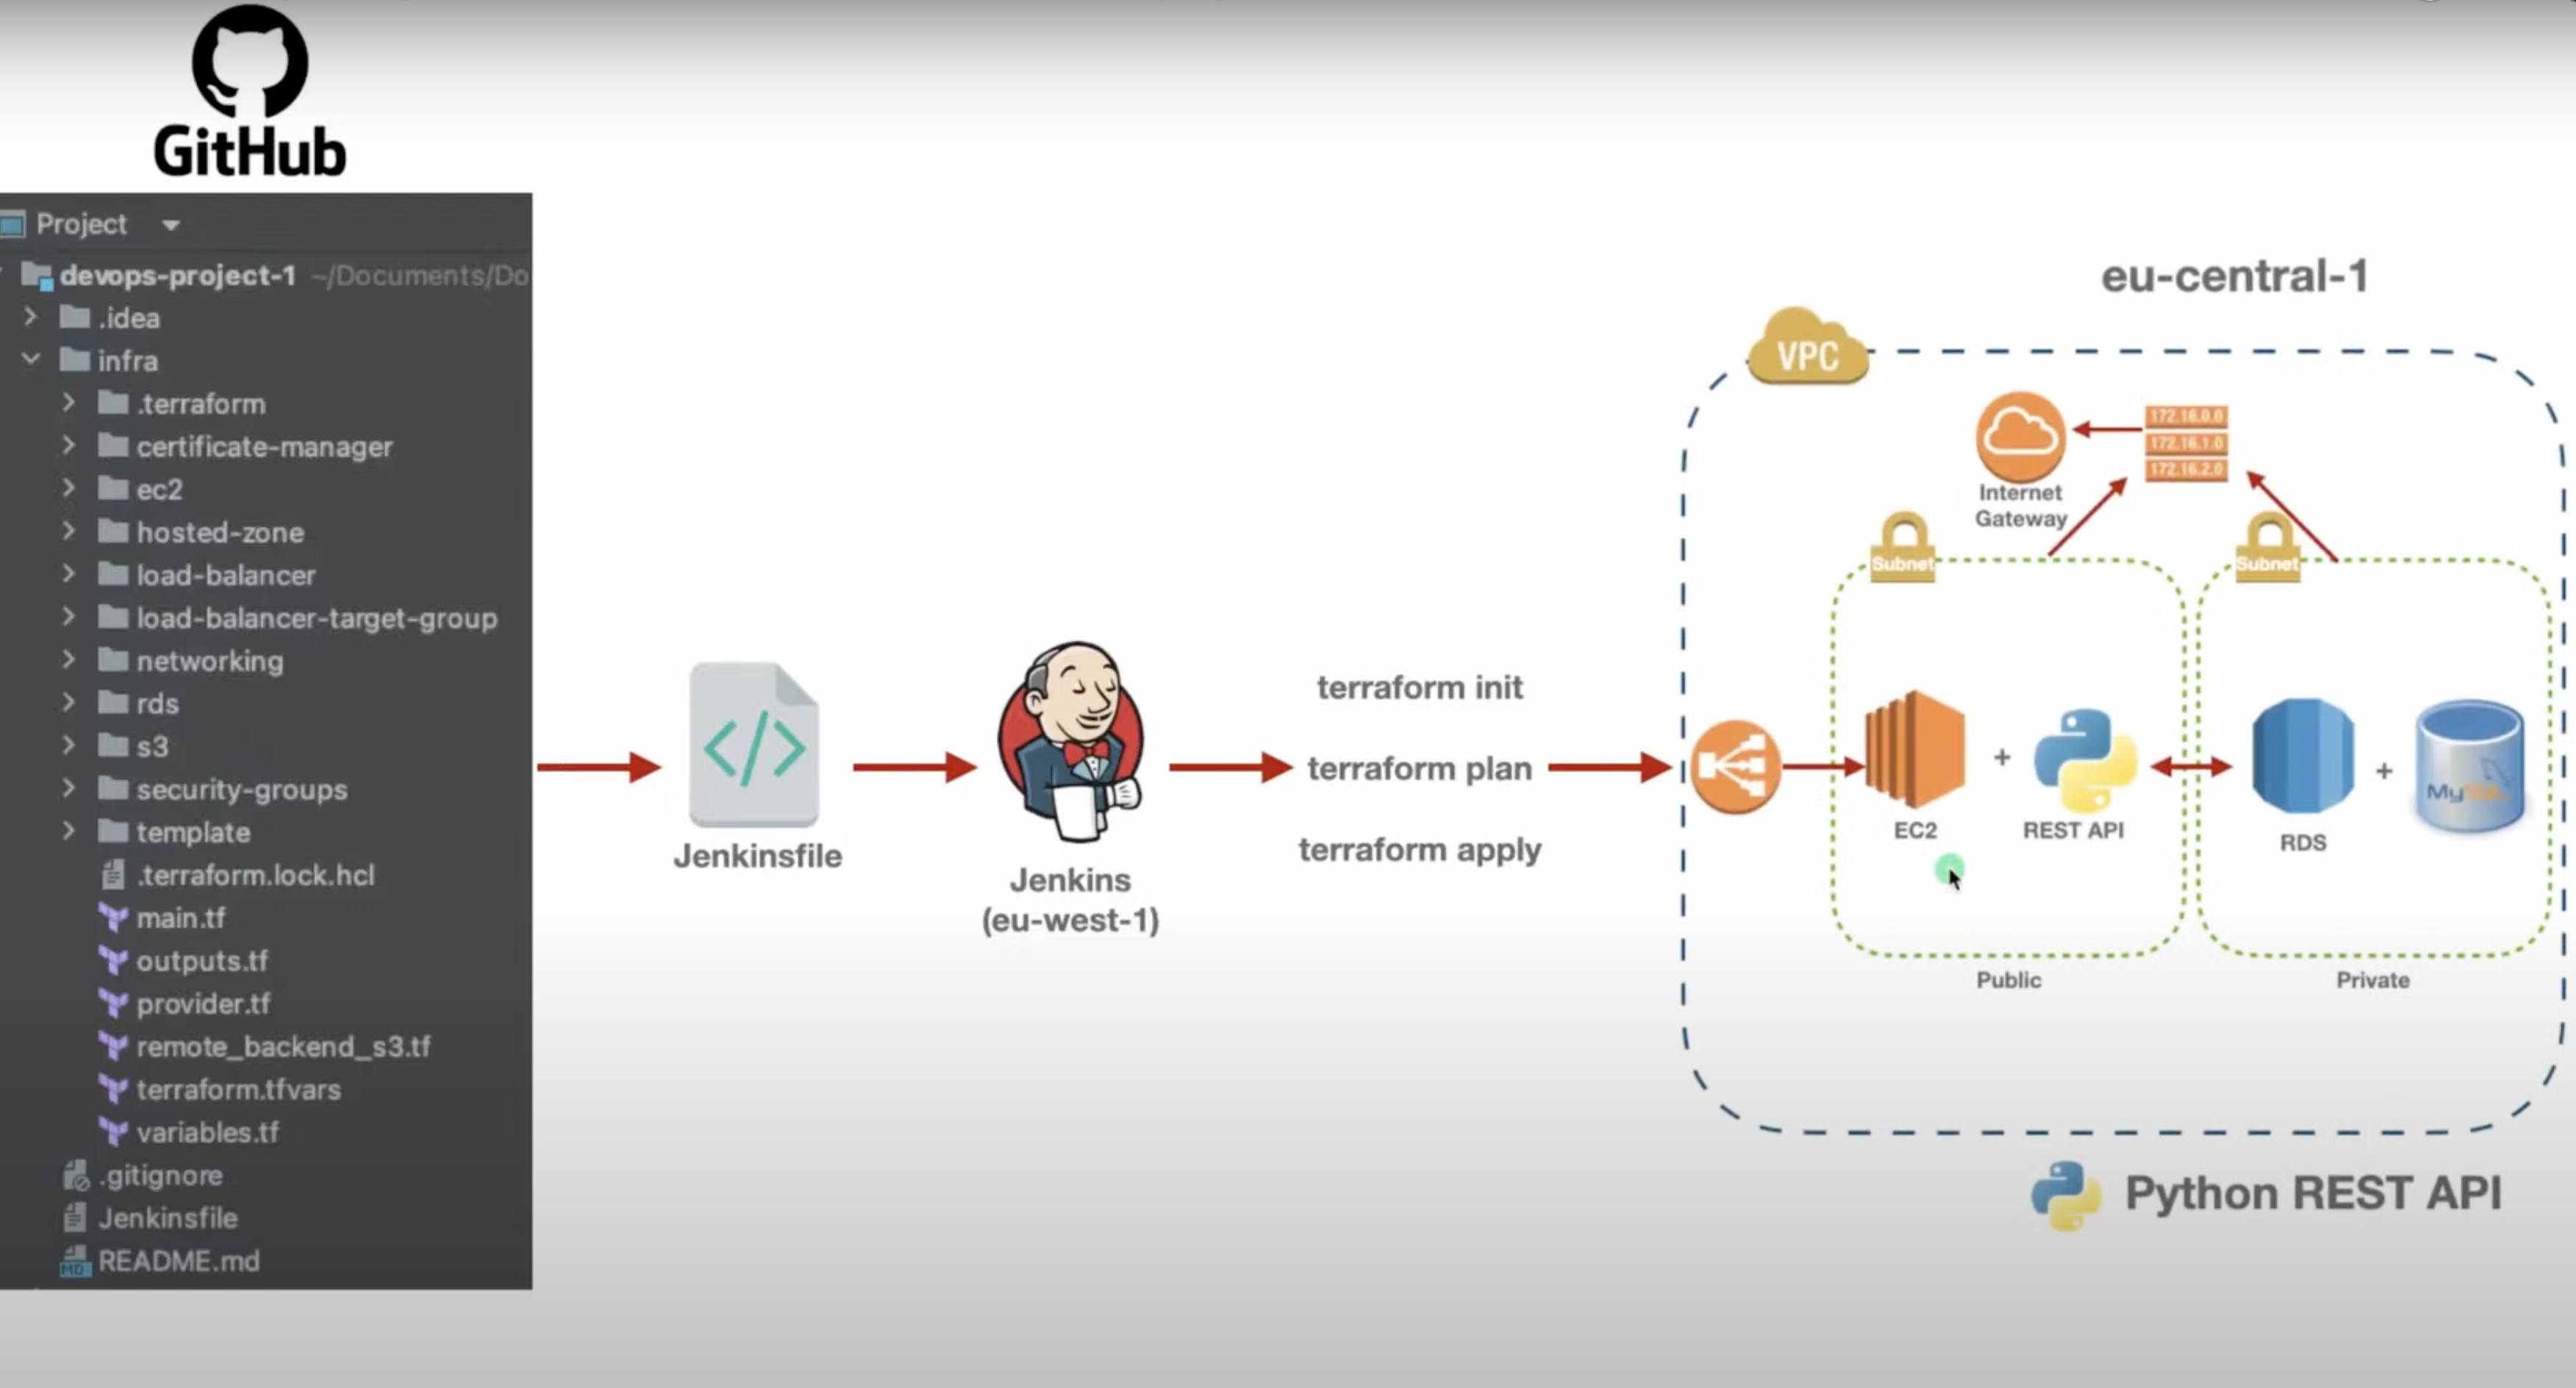 GitHub
Project
devops-project-1 ~/Documents/Do
.idea
infra
.terraform
certificate-manager
ec2
hosted-zone
load-balancer
load-balancer-target-group
networking
rds
s3
security-groups
template
.terraform.lock.hcl
main.tf
outputs.tf
provider.tf
remote_backend_s3.tf
terraform.tfvars
variables.tf
.gitignore
Jenkinsfile
MD README.md
</>
Jenkinsfile
Jenkins
(eu-west-1)
terraform init
terraform plan
terraform apply
eu-central-1
VPC
Internet
Gateway
172.16.0.0
172.16.1.0
172.16.2.0
Subnet
Subnet
EC2
+
REST API
RDS
+
MySQL
Public
Private
Python REST API